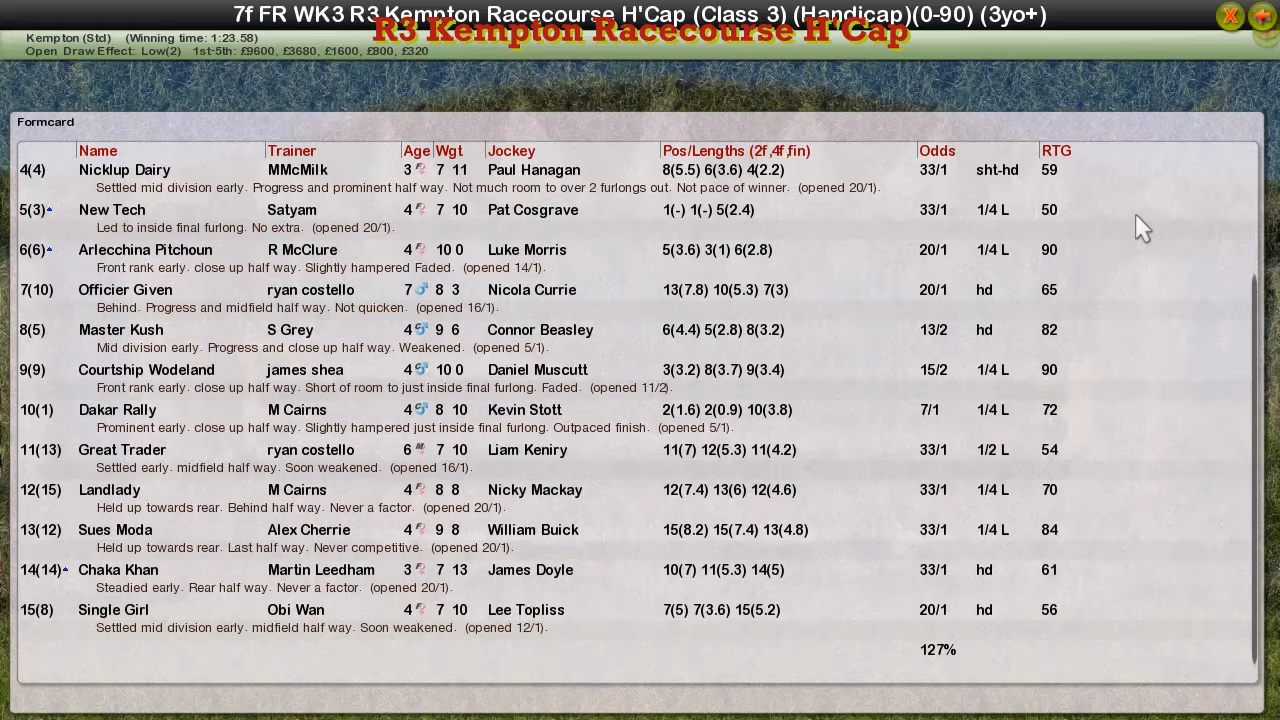 7f FR WK3 R3 Kempton Racecourse H'Cap (Class 3) (Handicap)(0-90) (3yo+)
R3 Kempton Racecourse H'Cap
Kempton (Std) (Winning time: 1:23.58)
Open Draw Effect: Low(2) 1st-5th: £9600, £3680, £1600, £800, £320
Formcard
Name Trainer Age Wgt Jockey Pos/Lengths (2f,4f,fin) Odds RTG
4(4) Nicklup Dairy MMcMilk 3 7 11 Paul Hanagan 8(5.5) 6(3.6) 4(2.2) 33/1 sht-hd 59
Settled mid division early. Progress and prominent half way. Not much room to over 2 furlongs out. Not pace of winner. (opened 20/1).
5(3) New Tech Satyam 4 7 10 Pat Cosgrave 1(-) 1(-) 5(2.4) 33/1 1/4 L 50
Led to inside final furlong. No extra. (opened 20/1).
6(6) Arlecchina Pitchoun R McClure 4 10 0 Luke Morris 5(3.6) 3(1) 6(2.8) 20/1 1/4 L 90
Front rank early. close up half way. Slightly hampered Faded. (opened 14/1).
7(10) Officier Given ryan costello 7 8 3 Nicola Currie 13(7.8) 10(5.3) 7(3) 20/1 hd 65
Behind. Progress and midfield half way. Not quicken. (opened 16/1).
8(5) Master Kush S Grey 4 9 6 Connor Beasley 6(4.4) 5(2.8) 8(3.2) 13/2 hd 82
Mid division early. Progress and close up half way. Weakened. (opened 5/1).
9(9) Courtship Wodeland james shea 4 10 0 Daniel Muscutt 3(3.2) 8(3.7) 9(3.4) 15/2 1/4 L 90
Front rank early. close up half way. Short of room to just inside final furlong. Faded. (opened 11/2).
10(1) Dakar Rally M Cairns 4 8 10 Kevin Stott 2(1.6) 2(0.9) 10(3.8) 7/1 1/4 L 72
Prominent early. close up half way. Slightly hampered just inside final furlong. Outpaced finish. (opened 5/1).
11(13) Great Trader ryan costello 6 7 10 Liam Keniry 11(7) 12(5.3) 11(4.2) 33/1 1/2 L 54
Settled early. midfield half way. Soon weakened. (opened 16/1).
12(15) Landlady M Cairns 4 8 8 Nicky Mackay 12(7.4) 13(6) 12(4.6) 33/1 1/4 L 70
Held up towards rear. Behind half way. Never a factor. (opened 20/1).
13(12) Sues Moda Alex Cherrie 4 9 8 William Buick 15(8.2) 15(7.4) 13(4.8) 33/1 1/4 L 84
Held up towards rear. Last half way. Never competitive. (opened 20/1).
14(14) Chaka Khan Martin Leedham 3 7 13 James Doyle 10(7) 11(5.3) 14(5) 33/1 hd 61
Steadied early. Rear half way. Never a factor. (opened 20/1).
15(8) Single Girl Obi Wan 4 7 10 Lee Topliss 7(5) 7(3.6) 15(5.2) 20/1 hd 56
Settled mid division early. midfield half way. Soon weakened. (opened 12/1).
127%